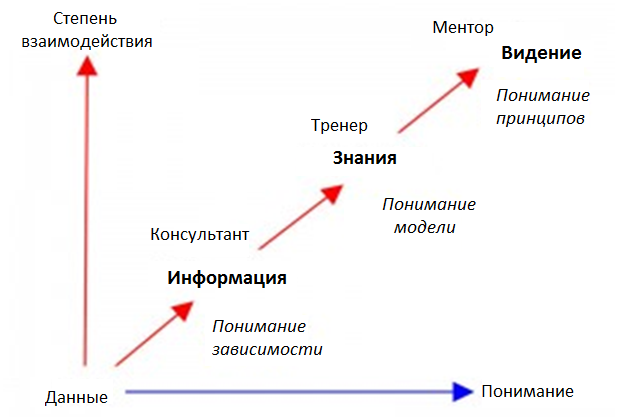 Степень
взаимодействия
Ментор
Видение
Понимание
принципов
Тренер
Знания
Понимание
модели
Консультант
Информация
Понимание
зависимости
Данные
Понимание